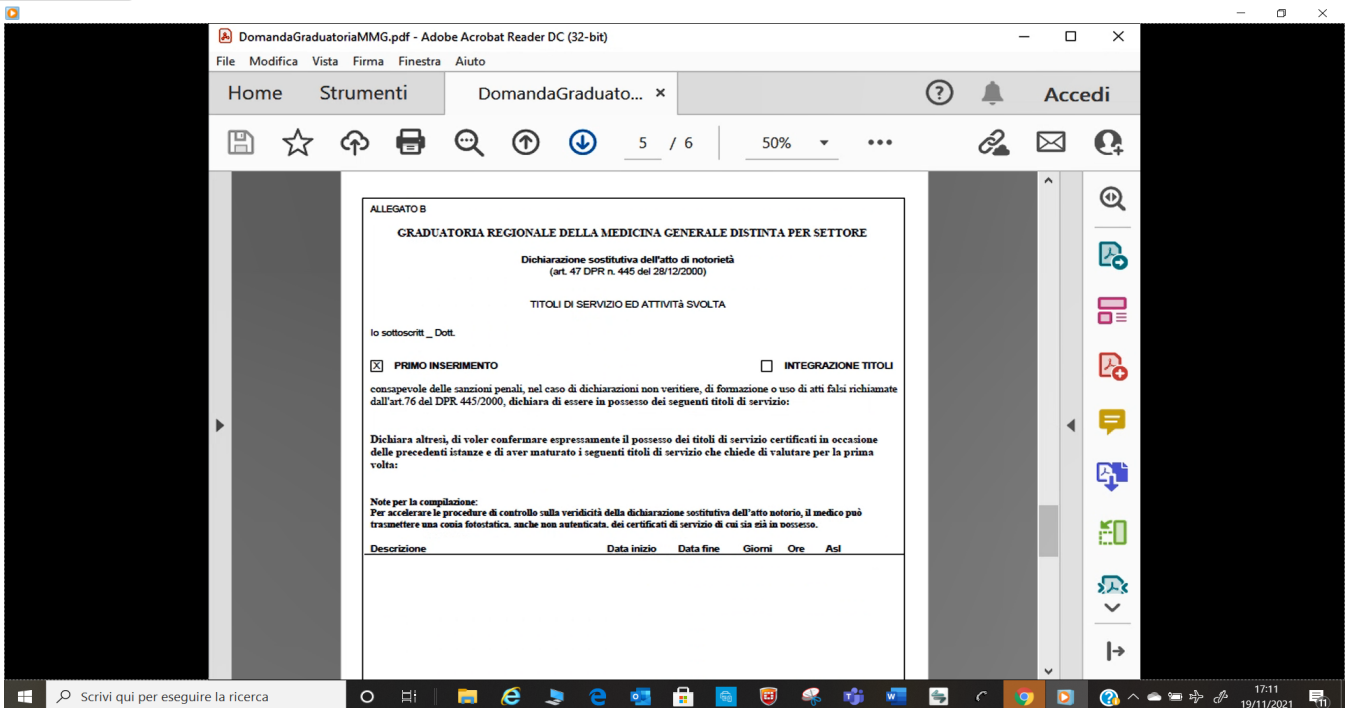 DomandaGraduatoriaMMG.pdf - Adobe Acrobat Reader DC (32-bit)
File Modifica Vista Firma Finestra Aiuto
Home Strumenti DomandaGraduato... × Accedi
5 / 6 50%
ALLEGATO B
GRADUATORIA REGIONALE DELLA MEDICINA GENERALE DISTINTA PER SETTORE
Dichiarazione sostitutiva dell'atto di notorietà
(art. 47 DPR n. 445 del 28/12/2000)
TITOLI DI SERVIZIO ED ATTIVITà SVOLTA
Io sottoscritt _ Dott.
X PRIMO INSERIMENTO INTEGRAZIONE TITOLI
consapevole delle sanzioni penali, nel caso di dichiarazioni non veritiere, di formazione o uso di atti falsi richiamate
dall'art.76 del DPR 445/2000, dichiara di essere in possesso dei seguenti titoli di servizio:
Dichiara altresì, di voler confermare espressamente il possesso dei titoli di servizio certificati in occasione
delle precedenti istanze e di aver maturato i seguenti titoli di servizio che chiede di valutare per la prima
volta:
Note per la compilazione:
Per accelerare le procedure di controllo sulla veridicità della dichiarazione sostitutiva dell'atto notorio, il medico può
trasmettere una copia fotostatica, anche non autenticata, dei certificati di servizio di cui sia già in possesso.
Descrizione Data inizio Data fine Giorni Ore Asl
Scrivi qui per eseguire la ricerca
17:11
19/11/2021